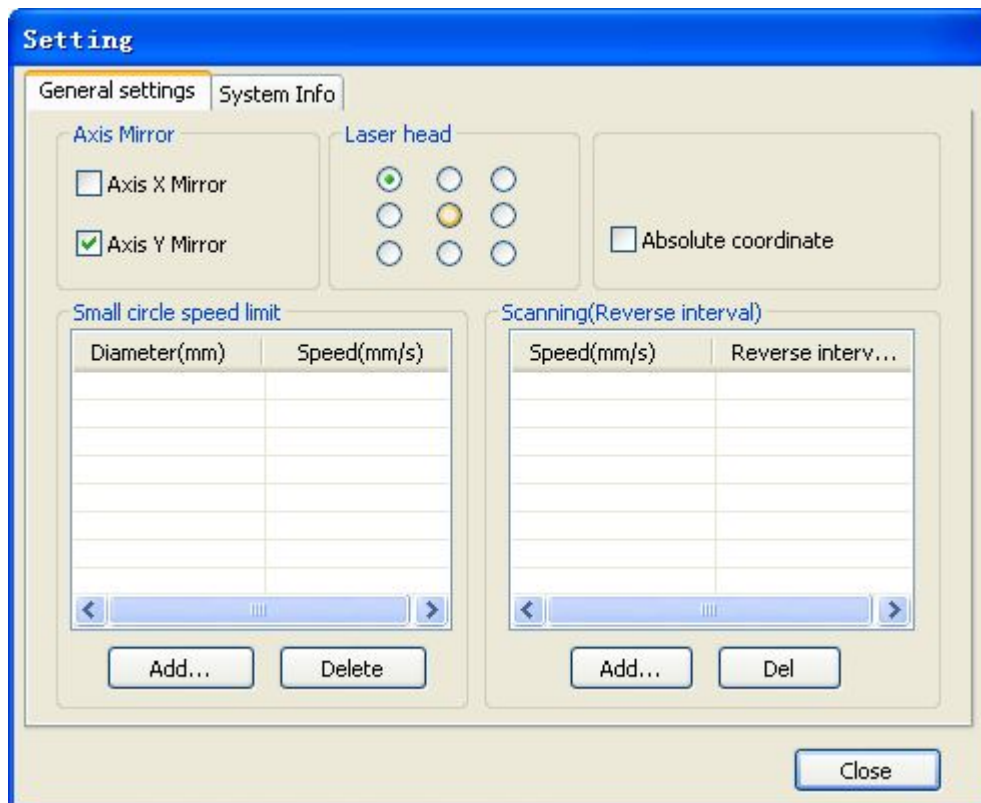 Setting
General settings System Info
Axis Mirror Laser head
Axis X Mirror
Axis Y Mirror Absolute coordinate
Small circle speed limit Scanning(Reverse interval)
Diameter(mm) Speed(mm/s) Speed(mm/s) Reverse interv...
Add... Delete Add... Del
Close